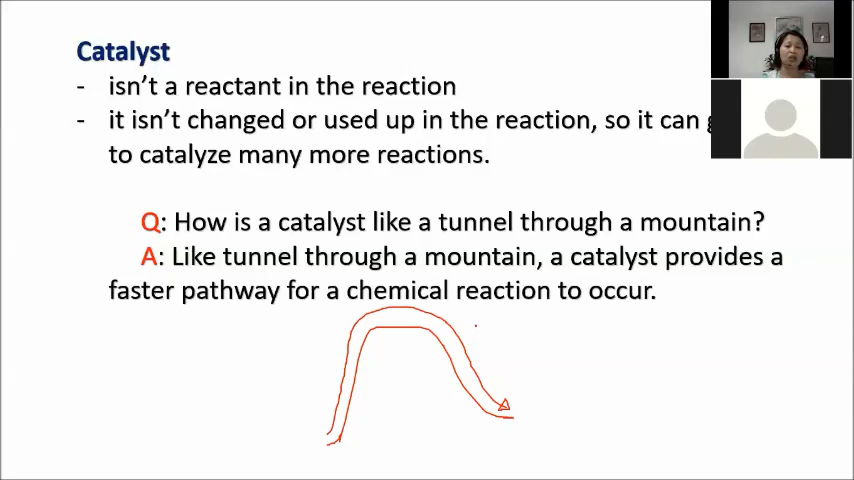 Catalyst
- isn't a reactant in the reaction
- it isn't changed or used up in the reaction, so it can
to catalyze many more reactions.
Q: How is a catalyst like a tunnel through a mountain?
A: Like tunnel through a mountain, a catalyst provides a
faster pathway for a chemical reaction to occur.